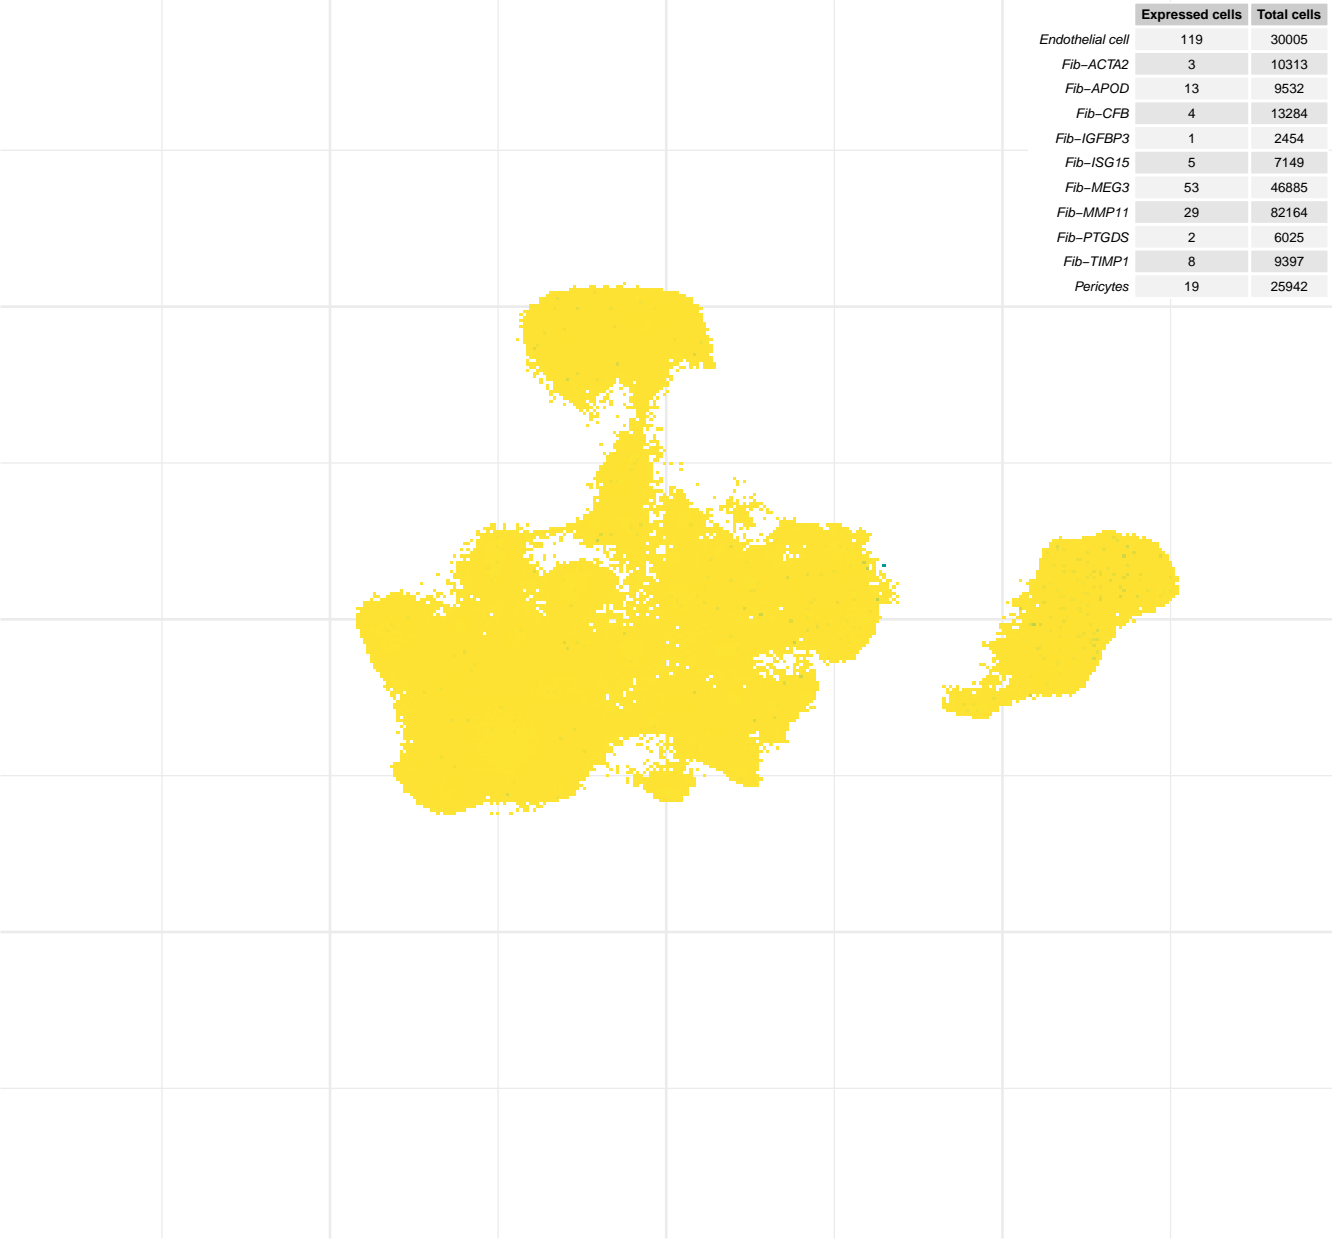 Expressed cells Total cells
Endothelial cell 119 30005
Fib−ACTA2 3 10313
Fib−APOD 13 9532
Fib−CFB 4 13284
Fib−IGFBP3 1 2454
Fib−ISG15 5 7149
Fib−MEG3 53 46885
Fib−MMP11 29 82164
Fib−PTGDS 2 6025
Fib−TIMP1 8 9397
Pericytes 19 25942